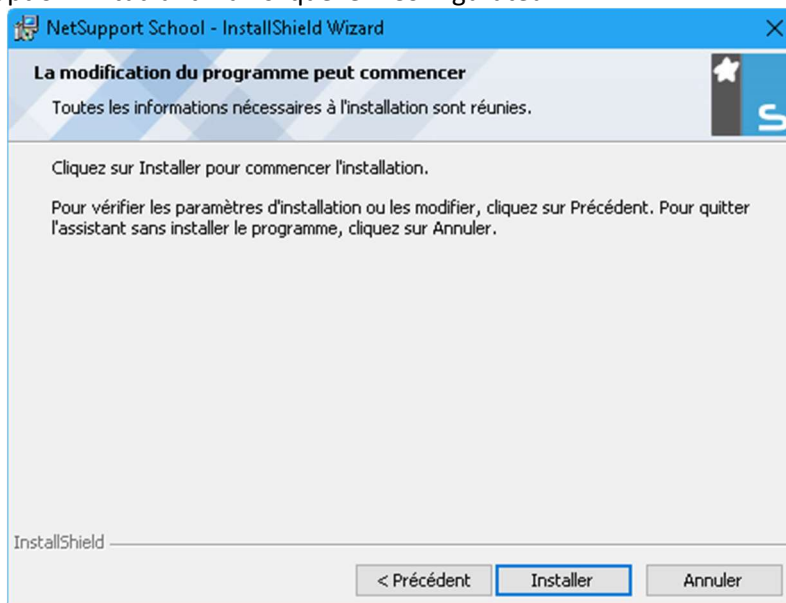 NetSupport School - InstallShield Wizard
La modification du programme peut commencer
Toutes les informations nécessaires à l'installation sont réunies.
S
Cliquez sur Installer pour commencer l'installation.
Pour vérifier les paramètres d'installation ou les modifier, cliquez sur Précédent. Pour quitter
l'assistant sans installer le programme, cliquez sur Annuler.
InstallShield
< Précédent Installer Annuler